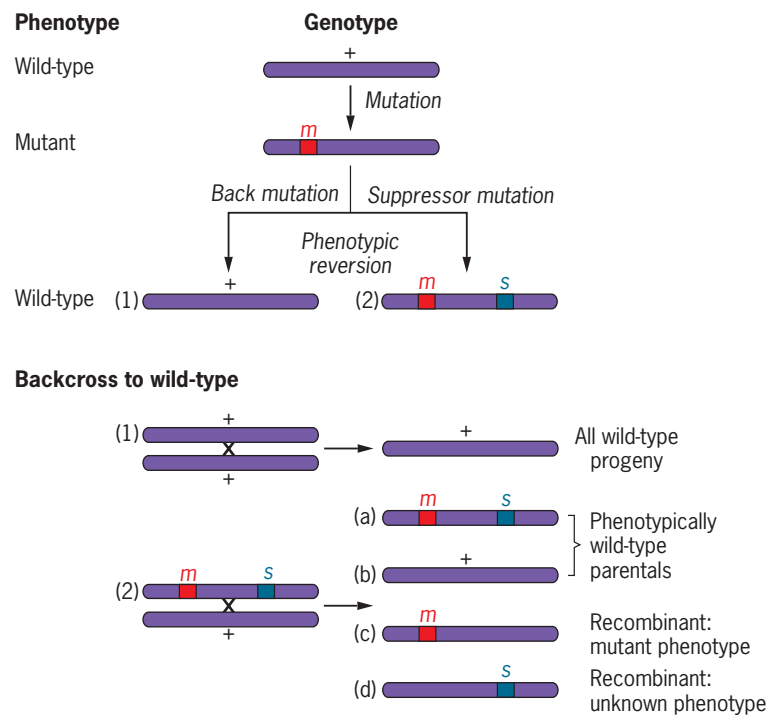 Phenotype Genotype
+
Wild-type
Mutation
m
Mutant
Back mutation Suppressor mutation
Phenotypic
reversion
+ m s
Wild-type (1) (2)
Backcross to wild-type
+
(1)
X
+
+
All wild-type
progeny
m s
(a)
Phenotypically
wild-type
parentals
+
(b)
m s
(2)
X
+
m
(c)
Recombinant:
mutant phenotype
s
(d)
Recombinant:
unknown phenotype